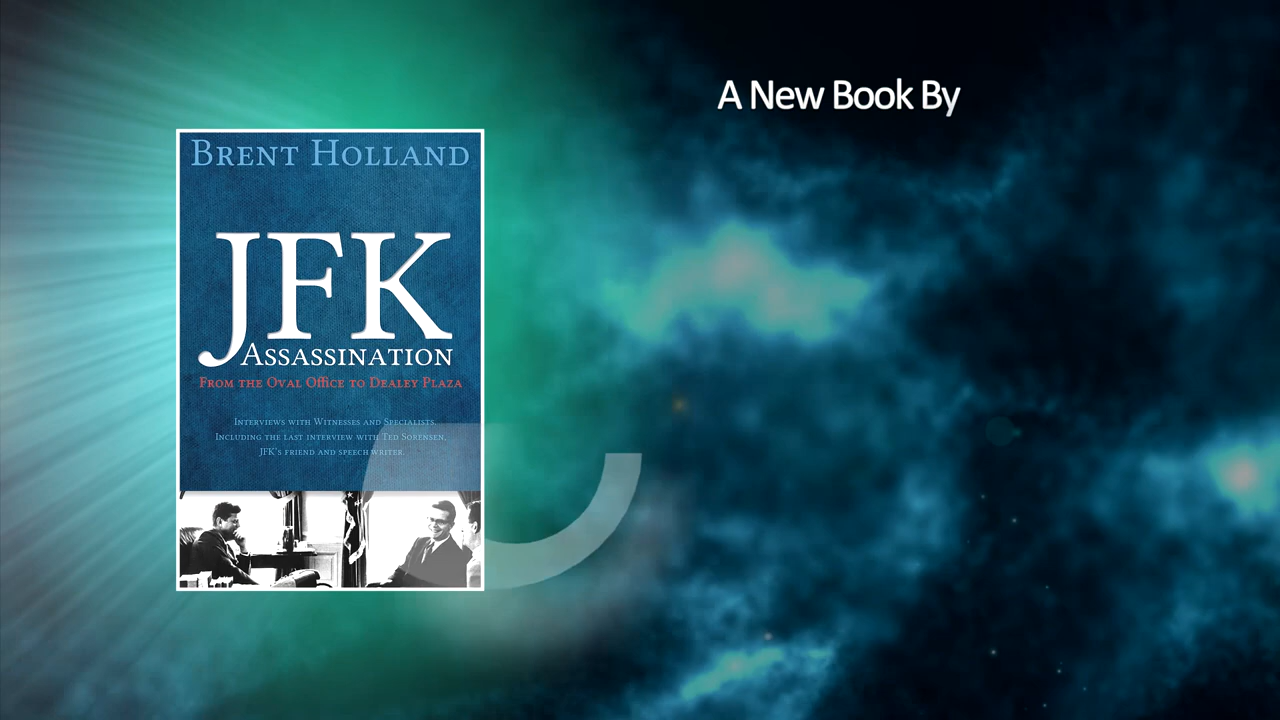 A New Book By
Brent Holland
JFK
Assassination
From the Oval Office to Dealey Plaza
Interviews with Witnesses and Specialists.
Including the last interview with Ted Sorensen,
JFK's friend and speech writer.